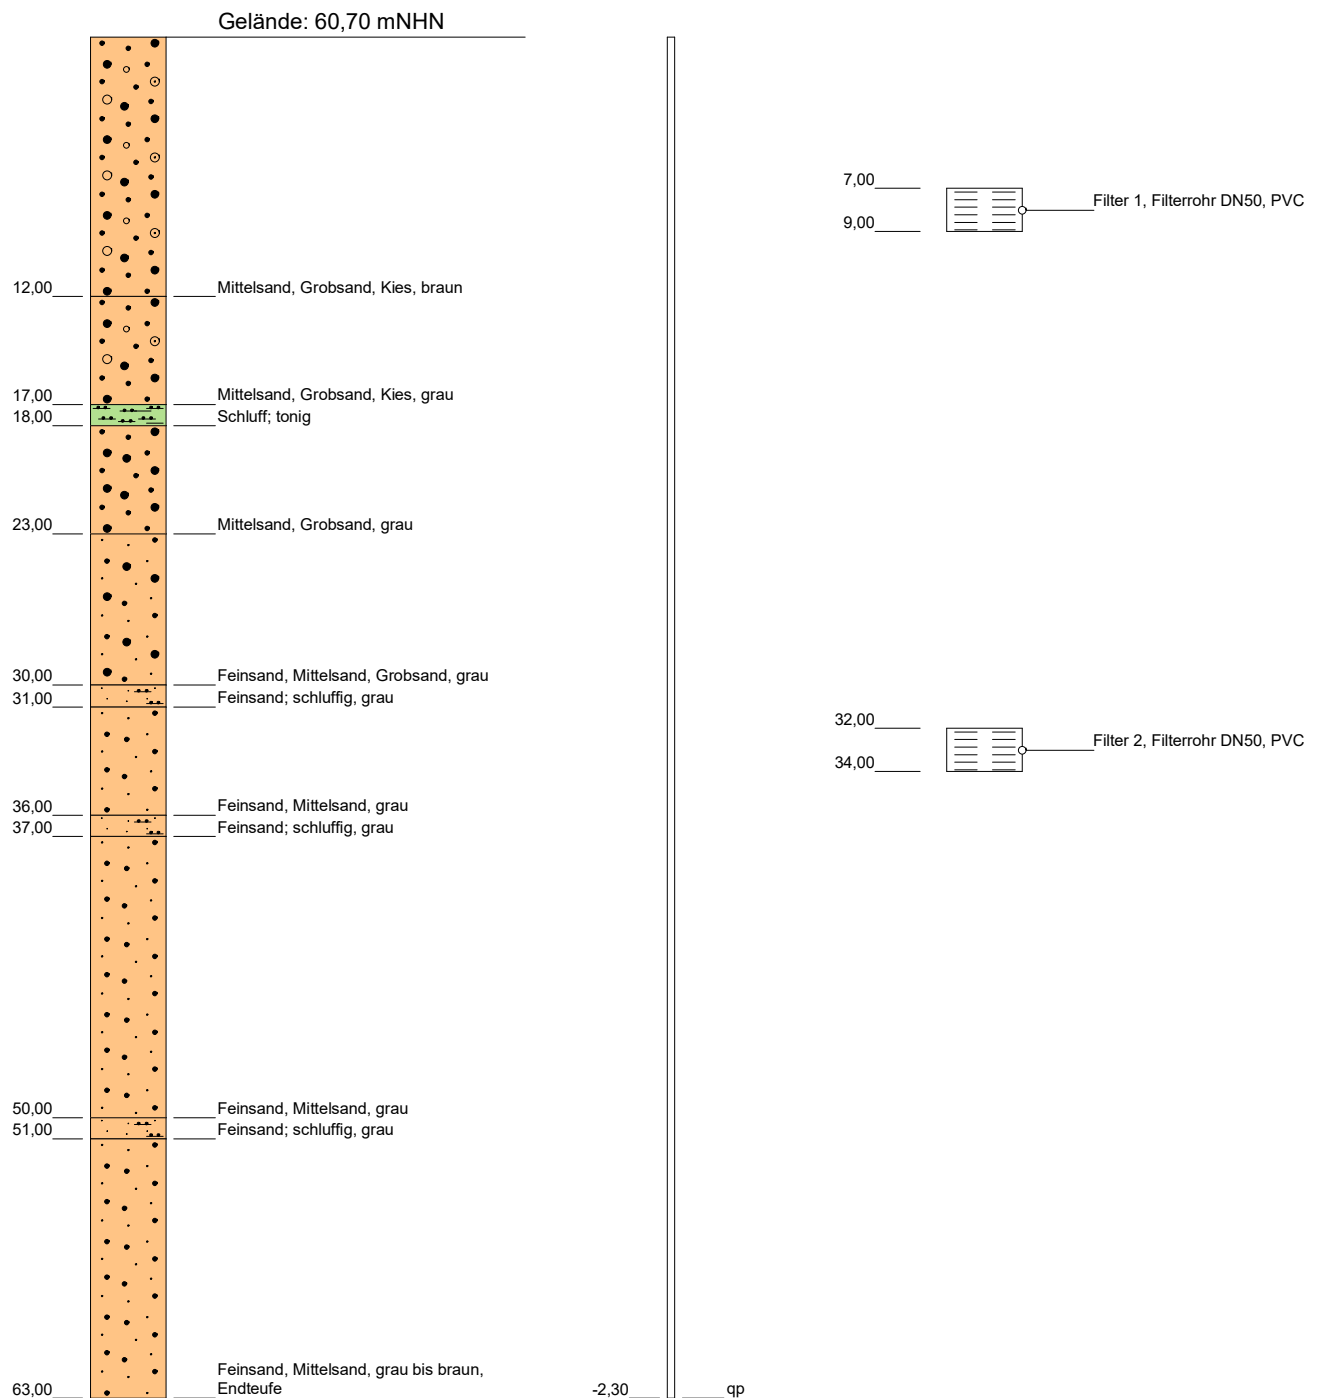 Gelände: 60,70 mNHN
7,00
Filter 1, Filterrohr DN50, PVC
9,00
12,00 Mittelsand, Grobsand, Kies, braun
17,00 Mittelsand, Grobsand, Kies, grau
18,00 Schluff; tonig
23,00 Mittelsand, Grobsand, grau
30,00 Feinsand, Mittelsand, Grobsand, grau
31,00 Feinsand; schluffig, grau
32,00
Filter 2, Filterrohr DN50, PVC
34,00
36,00 Feinsand, Mittelsand, grau
37,00 Feinsand; schluffig, grau
50,00 Feinsand, Mittelsand, grau
51,00 Feinsand; schluffig, grau
Feinsand, Mittelsand, grau bis braun,
63,00 Endteufe -2,30 qp